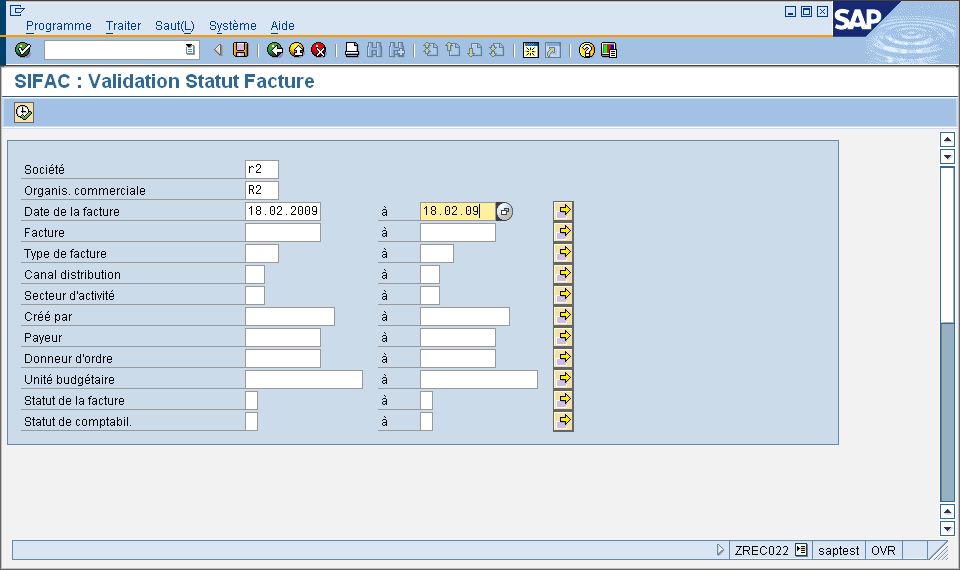 Programme Traiter Saut(L) Système Aide
SAP
SIFAC : Validation Statut Facture
Société r2
Organis. commerciale R2
Date de la facture 18.02.2009 à 18.02.09
Facture à
Type de facture à
Canal distribution à
Secteur d'activité à
Créé par à
Payeur à
Donneur d'ordre à
Unité budgétaire à
Statut de la facture à
Statut de comptabil. à
ZREC022 saptest OVR